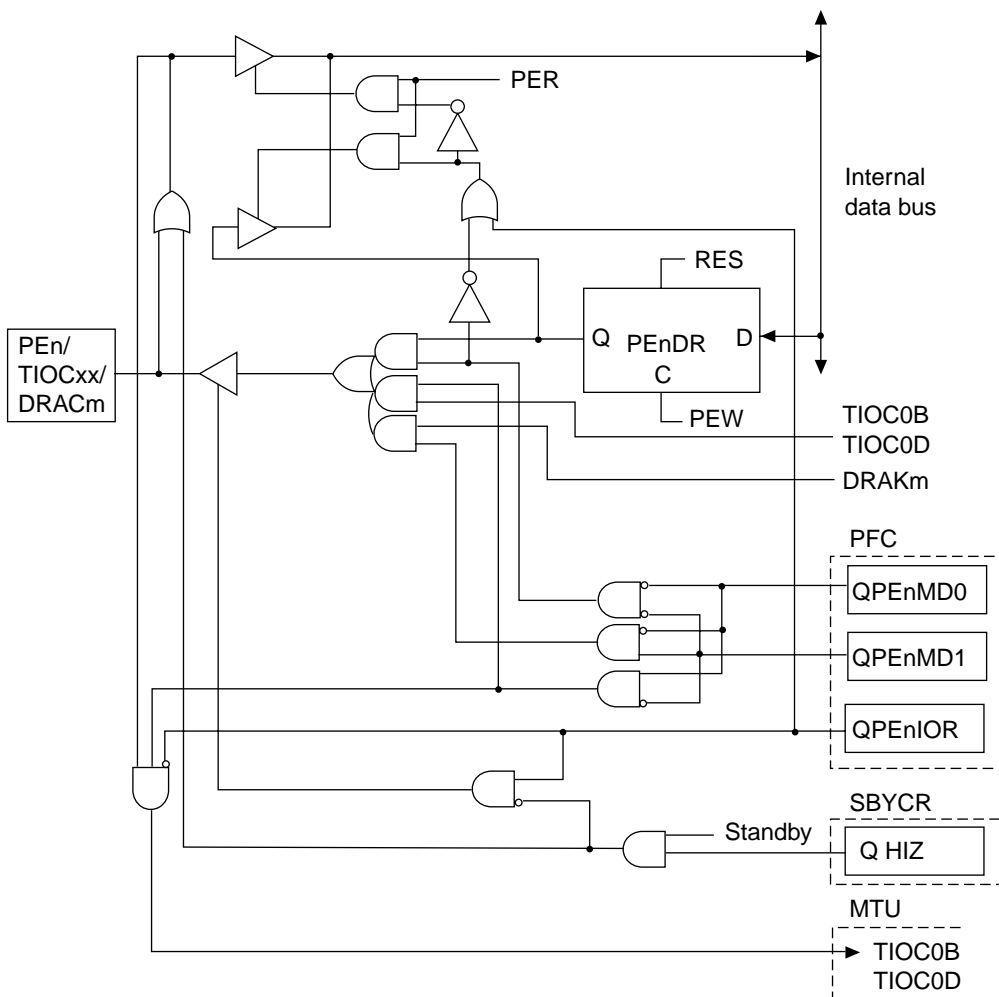 PER
Internal
data bus
RES
Q
PEnDR
D
C
PEn/
TIOCxx/
DRACm
PEW
TIOC0B
TIOC0D
DRAKm
PFC
QPEnMD0
QPEnMD1
QPEnIOR
SBYCR
Standby
Q HIZ
MTU
TIOC0B
TIOC0D